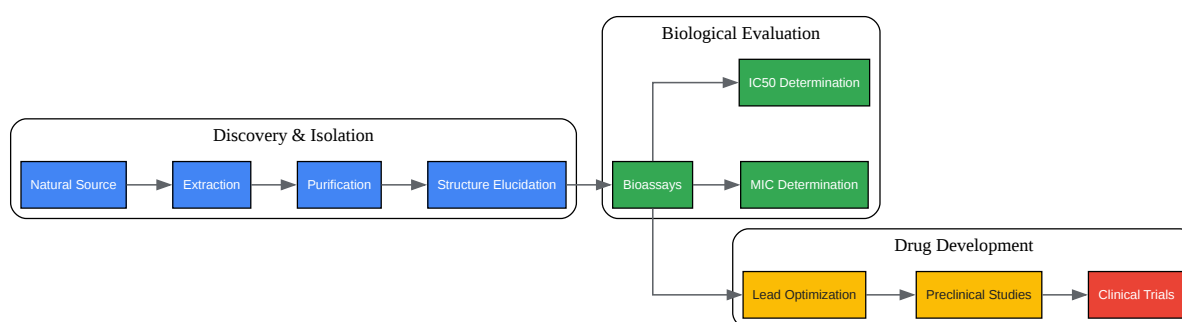 Biological Evaluation
IC50 Determination
Discovery & Isolation
Natural Source
Extraction
Purification
Structure Elucidation
Bioassays
MIC Determination
Drug Development
Lead Optimization
Preclinical Studies
Clinical Trials